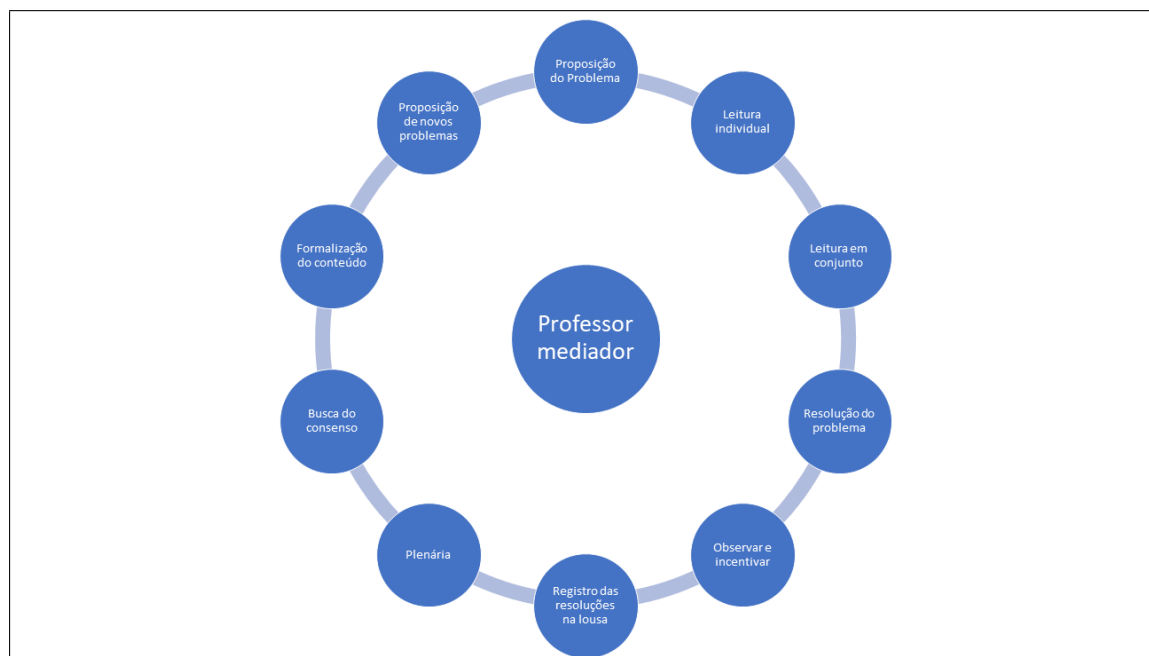 Proposição
do Problema
Leitura
individual
Leitura em
conjunto
Resolução do
problema
Observar e
incentivar
Registro das
resoluções
na lousa
Plenária
Busca do
consenso
Formalização
do conteúdo
Proposição
de novos
problemas
Professor
mediador